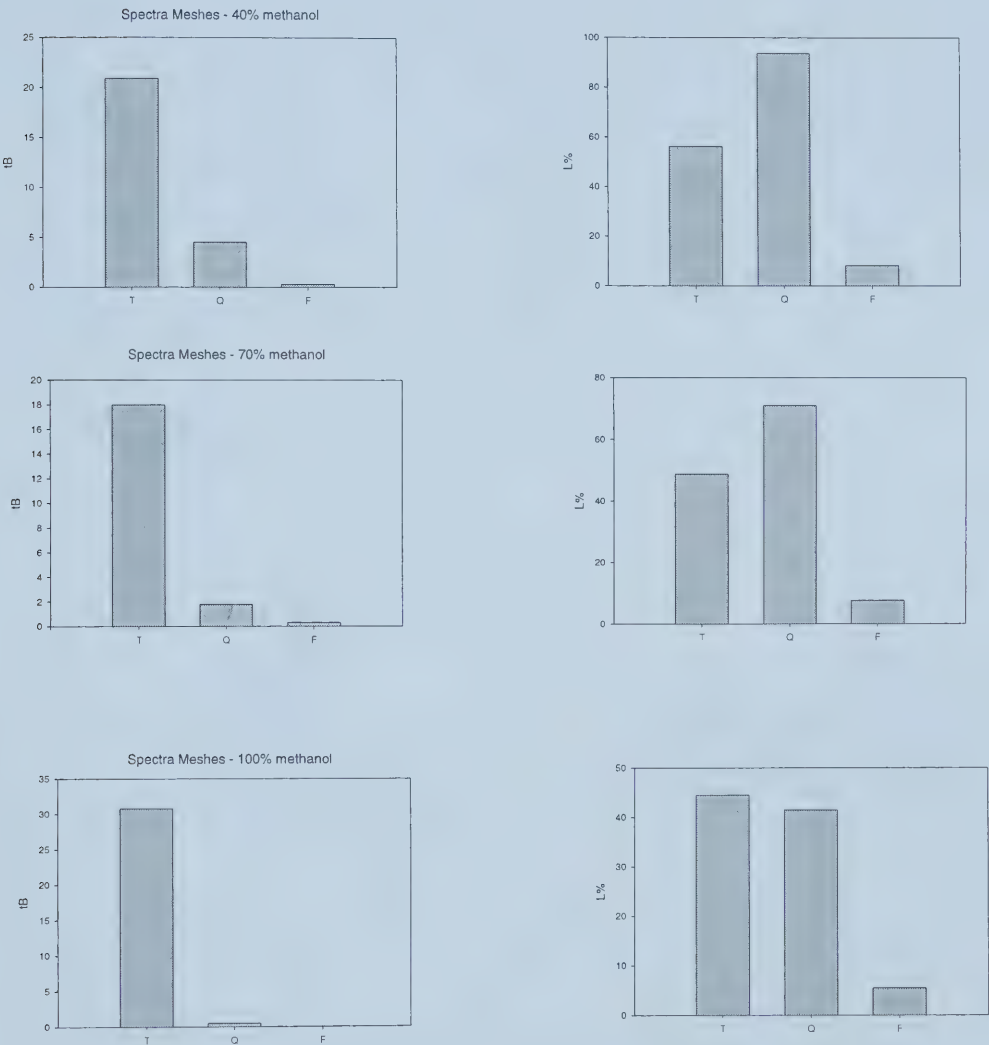 Spectra Meshes - 40% methanol
25
20
15
10
5
0
tB
T Q F
100
80
60
40
20
0
L%
T Q F
Spectra Meshes - 70% methanol
20
18
16
14
12
10
8
6
4
2
0
tB
T Q F
80
60
40
20
0
L%
T Q F
Spectra Meshes - 100% methanol
35
30
25
20
15
10
5
0
tB
T Q F
50
40
30
20
10
0
L%
T Q F